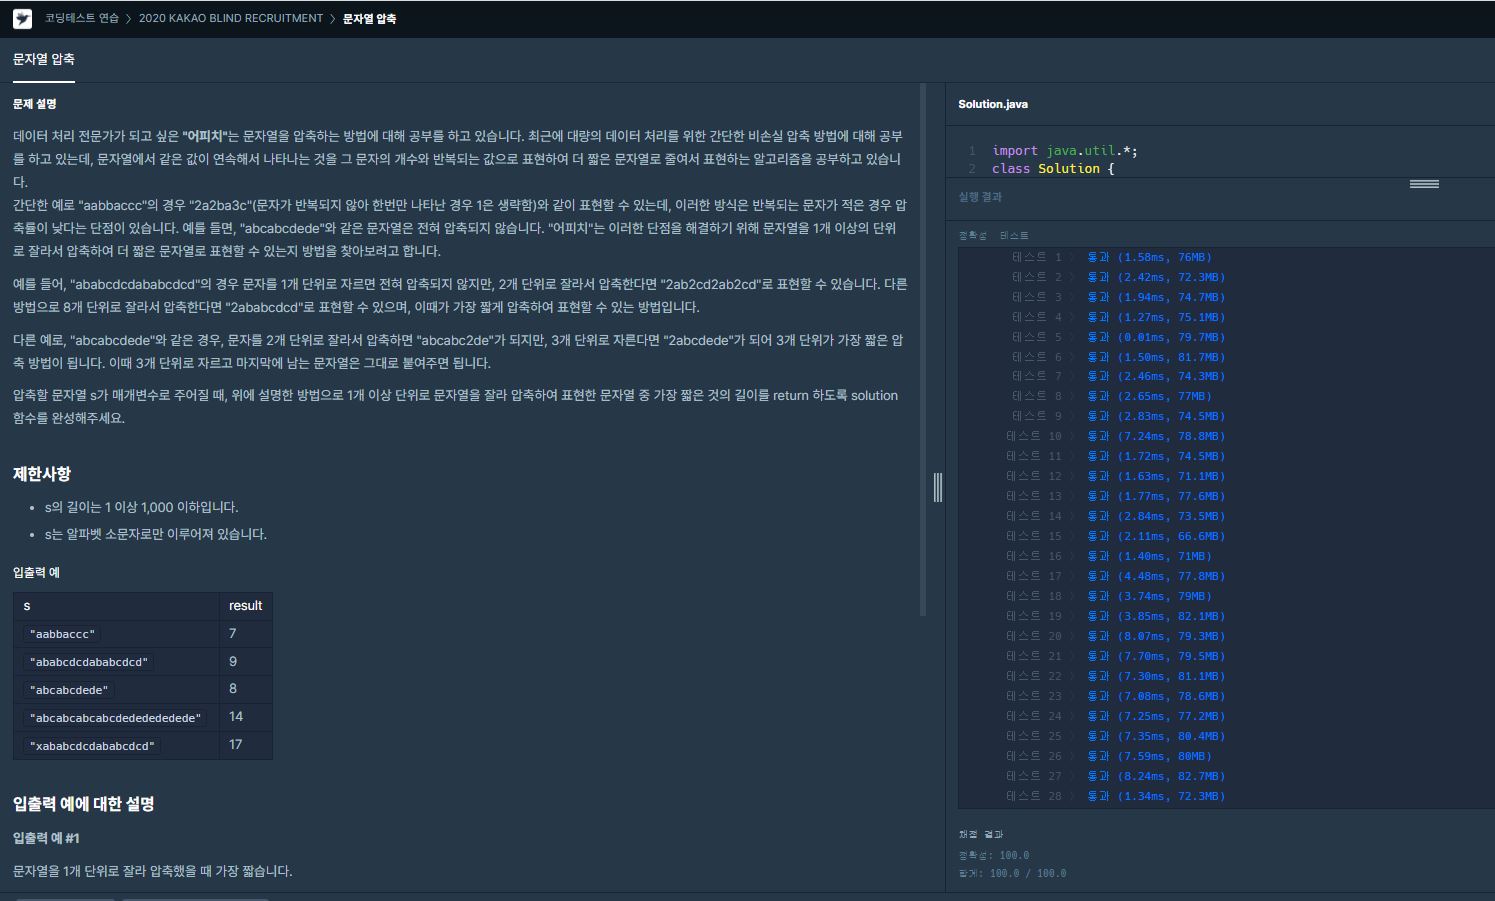 코딩테스트 연습 > 2020 KAKAO BLIND RECRUITMENT > 문자열 압축
문자열 압축
문제 설명
데이터 처리 전문가가 되고 싶은 "어피치"는 문자열을 압축하는 방법에 대해 공부를 하고 있습니다. 최근에 대량의 데이터 처리를 위한 간단한 비손실 압축 방법에 대해 공부
를 하고 있는데, 문자열에서 같은 값이 연속해서 나타나는 것을 그 문자의 개수와 반복되는 값으로 표현하여 더 짧은 문자열로 줄여서 표현하는 알고리즘을 공부하고 있습니
다.
간단한 예로 "aabbaccc"의 경우 "2a2ba3c"(문자가 반복되지 않아 한번만 나타난 경우 1은 생략함)와 같이 표현할 수 있는데, 이러한 방식은 반복되는 문자가 적은 경우 압
축률이 낮다는 단점이 있습니다. 예를 들면, "abcabcdede"와 같은 문자열은 전혀 압축되지 않습니다. "어피치"는 이러한 단점을 해결하기 위해 문자열을 1개 이상의 단위
로 잘라서 압축하여 더 짧은 문자열로 표현할 수 있는지 방법을 찾아보려고 합니다.
예를 들어, "ababcdcdababcdcd"의 경우 문자를 1개 단위로 자르면 전혀 압축되지 않지만, 2개 단위로 잘라서 압축한다면 "2ab2cd2ab2cd"로 표현할 수 있습니다. 다른
방법으로 8개 단위로 잘라서 압축한다면 "2ababcdcd"로 표현할 수 있으며, 이때가 가장 짧게 압축하여 표현할 수 있는 방법입니다.
다른 예로, "abcabcdede"와 같은 경우, 문자를 2개 단위로 잘라서 압축하면 "abcabc2de"가 되지만, 3개 단위로 자른다면 "2abcdede"가 되어 3개 단위가 가장 짧은 압
축 방법이 됩니다. 이때 3개 단위로 자르고 마지막에 남는 문자열은 그대로 붙여주면 됩니다.
압축할 문자열 s가 매개변수로 주어질 때, 위에 설명한 방법으로 1개 이상 단위로 문자열을 잘라 압축하여 표현한 문자열 중 가장 짧은 것의 길이를 return 하도록 solution
함수를 완성해주세요.
제한사항
• s의 길이는 1 이상 1,000 이하입니다.
• s는 알파벳 소문자로만 이루어져 있습니다.
입출력 예
s result
"aabbaccc" 7
"ababcdcdababcdcd" 9
"abcabcdede" 8
"abcabcabcabcdededededede" 14
"xababcdcdababcdcd" 17
입출력 예에 대한 설명
입출력 예 #1
문자열을 1개 단위로 잘라 압축했을 때 가장 짧습니다.
Solution.java
1 import java.util.*;
2 class Solution {
실행 결과
정확성 테스트
테스트 1 > 통과 (1.58ms, 76MB)
테스트 2 > 통과 (2.42ms, 72.3MB)
테스트 3 > 통과 (1.94ms, 74.7MB)
테스트 4 > 통과 (1.27ms, 75.1MB)
테스트 5 > 통과 (0.01ms, 79.7MB)
테스트 6 > 통과 (1.50ms, 81.7MB)
테스트 7 > 통과 (2.46ms, 74.3MB)
테스트 8 > 통과 (2.65ms, 77MB)
테스트 9 > 통과 (2.83ms, 74.5MB)
테스트 10 > 통과 (7.24ms, 78.8MB)
테스트 11 > 통과 (1.72ms, 74.5MB)
테스트 12 > 통과 (1.63ms, 71.1MB)
테스트 13 > 통과 (1.77ms, 77.6MB)
테스트 14 > 통과 (2.84ms, 73.5MB)
테스트 15 > 통과 (2.11ms, 66.6MB)
테스트 16 > 통과 (1.40ms, 71MB)
테스트 17 > 통과 (4.48ms, 77.8MB)
테스트 18 > 통과 (3.74ms, 79MB)
테스트 19 > 통과 (3.85ms, 82.1MB)
테스트 20 > 통과 (8.07ms, 79.3MB)
테스트 21 > 통과 (7.70ms, 79.5MB)
테스트 22 > 통과 (7.30ms, 81.1MB)
테스트 23 > 통과 (7.08ms, 78.6MB)
테스트 24 > 통과 (7.25ms, 77.2MB)
테스트 25 > 통과 (7.35ms, 80.4MB)
테스트 26 > 통과 (7.59ms, 80MB)
테스트 27 > 통과 (8.24ms, 82.7MB)
테스트 28 > 통과 (1.34ms, 72.3MB)
채점 결과
정확성: 100.0
합계: 100.0 / 100.0